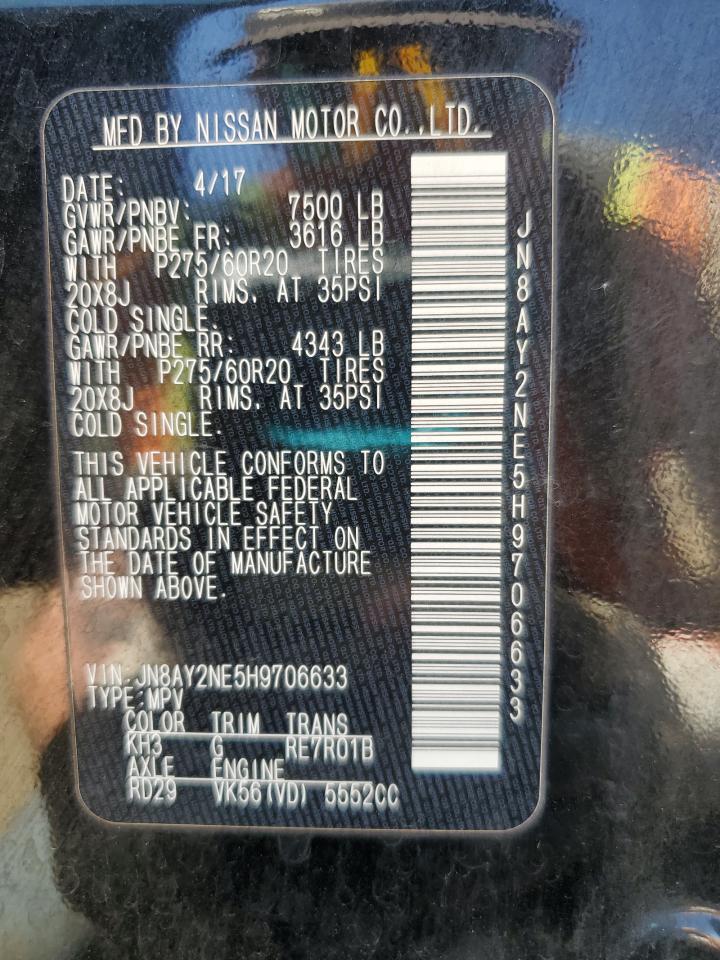 MFD BY NISSAN MOTOR CO.,LTD.
DATE: 4/17
GVWR/PNBV: 7500 LB
GAWR/PNBE FR: 3616 LB
WITH P275/60R20 TIRES
20X8J RIMS. AT 35PSI
COLD SINGLE.
GAWR/PNBE RR: 4343 LB
WITH P275/60R20 TIRES
20X8J RIMS. AT 35PSI
COLD SINGLE.
THIS VEHICLE CONFORMS TO
ALL APPLICABLE FEDERAL
MOTOR VEHICLE SAFETY
STANDARDS IN EFFECT ON
THE DATE OF MANUFACTURE
SHOWN ABOVE.
VIN:JN8AY2NE5H9706633
TYPE:MPV
COLOR TRIM TRANS
KH3 G RE7R01B
AXLE ENGINE
RD29 VK56(VD) 5552CC
JN8AY2NE5H9706633